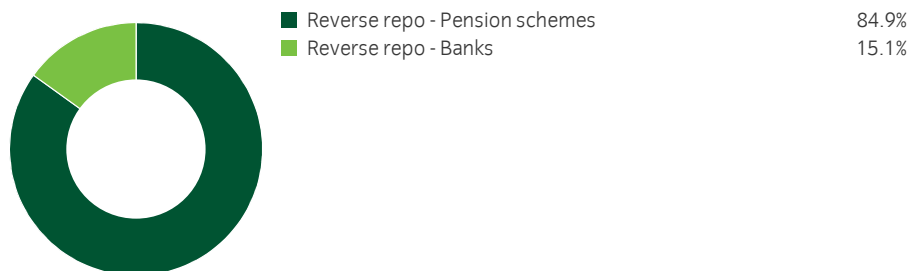 Reverse repo - Pension schemes 84.9%
Reverse repo - Banks 15.1%